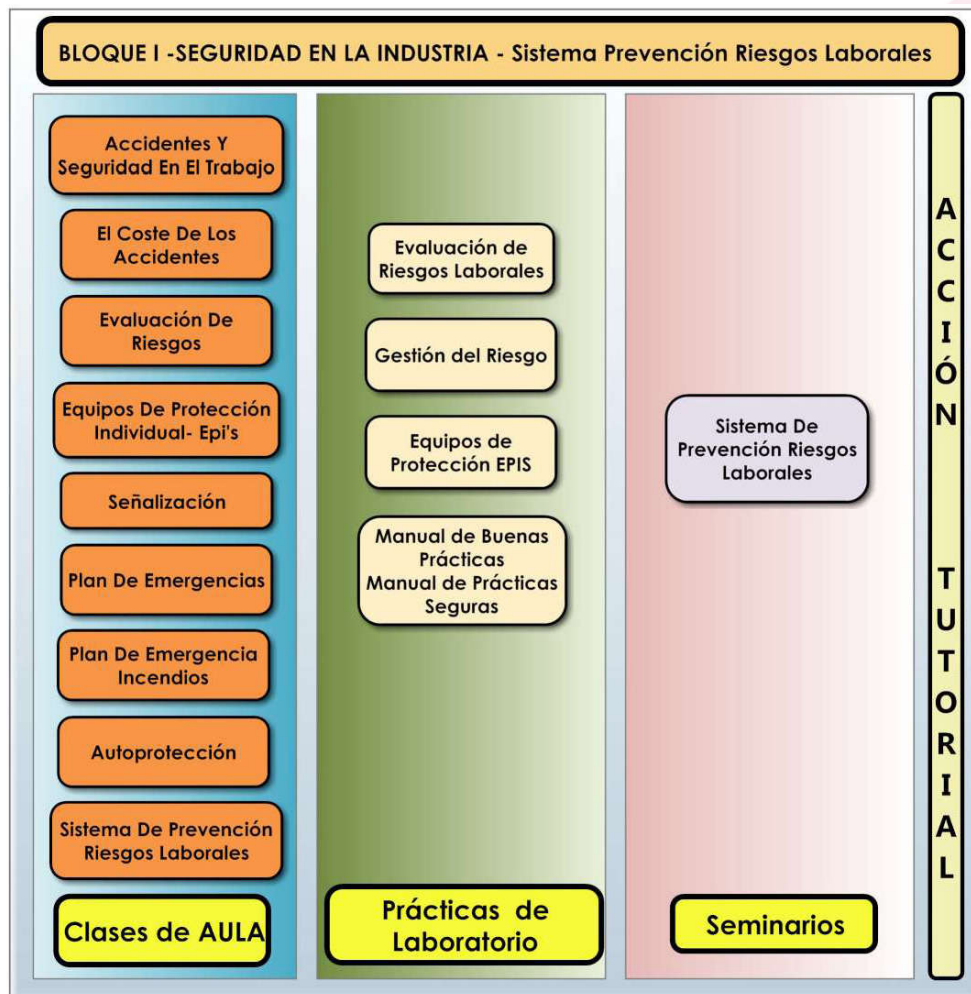 BLOQUE I -SEGURIDAD EN LA INDUSTRIA - Sistema Prevención Riesgos Laborales
Accidentes Y
Seguridad En El Trabajo
El Coste De Los
Accidentes
Evaluación De
Riesgos
Equipos De Protección
Individual- Epi's
Señalización
Plan De Emergencias
Plan De Emergencia
Incendios
Autoprotección
Sistema De Prevención
Riesgos Laborales
Clases de AULA
Evaluación de
Riesgos Laborales
Gestión del Riesgo
Equipos de
Protección EPIS
Manual de Buenas
Prácticas
Manual de Prácticas
Seguras
Prácticas de
Laboratorio
Sistema De
Prevención Riesgos
Laborales
Seminarios
ACCIÓN TUTORIAL